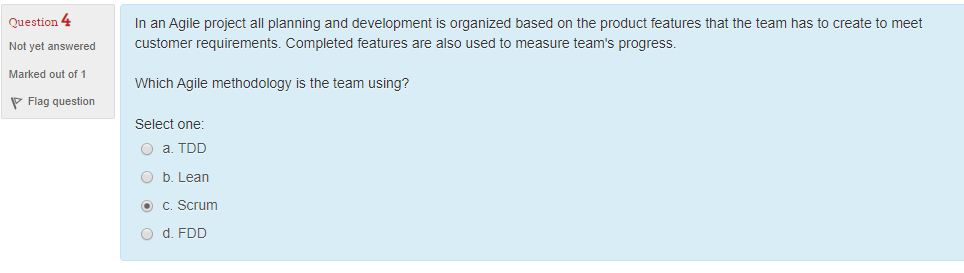 Question 4
Not yet answered
Marked out of 1
Flag question
In an Agile project all planning and development is organized based on the product features that the team has to create to meet
customer requirements. Completed features are also used to measure team's progress.
Which Agile methodology is the team using?
Select one:
a. TDD
b. Lean
c. Scrum
d. FDD